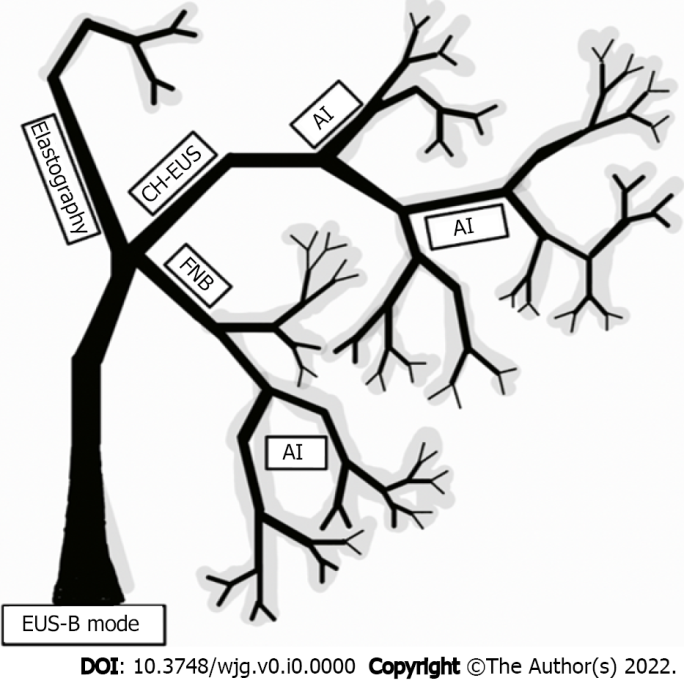 AI
Elastography
CH-EUS
AI
FNB
AI
EUS-B mode
DOI: 10.3748/wjg.v0.i0.0000 Copyright ©The Author(s) 2022.